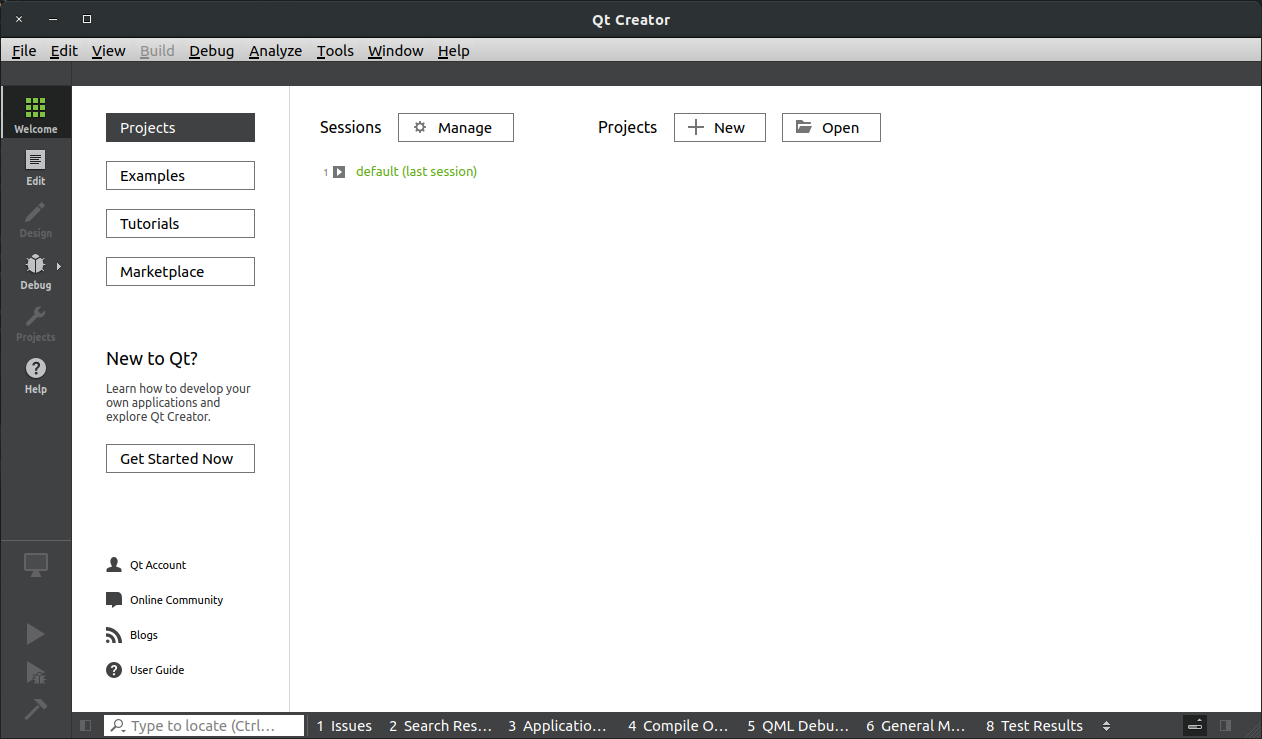 Qt Creator
File Edit View Build Debug Analyze Tools Window Help
Welcome
Edit
Design
Debug
Projects
Help
Projects
Examples
Tutorials
Marketplace
New to Qt?
Learn how to develop your
own applications and
explore Qt Creator.
Get Started Now
Qt Account
Online Community
Blogs
User Guide
Sessions Manage Projects New Open
1 default (last session)
Type to locate (Ctrl... 1 Issues 2 Search Res... 3 Applicatio... 4 Compile O... 5 QML Debu... 6 General M... 8 Test Results